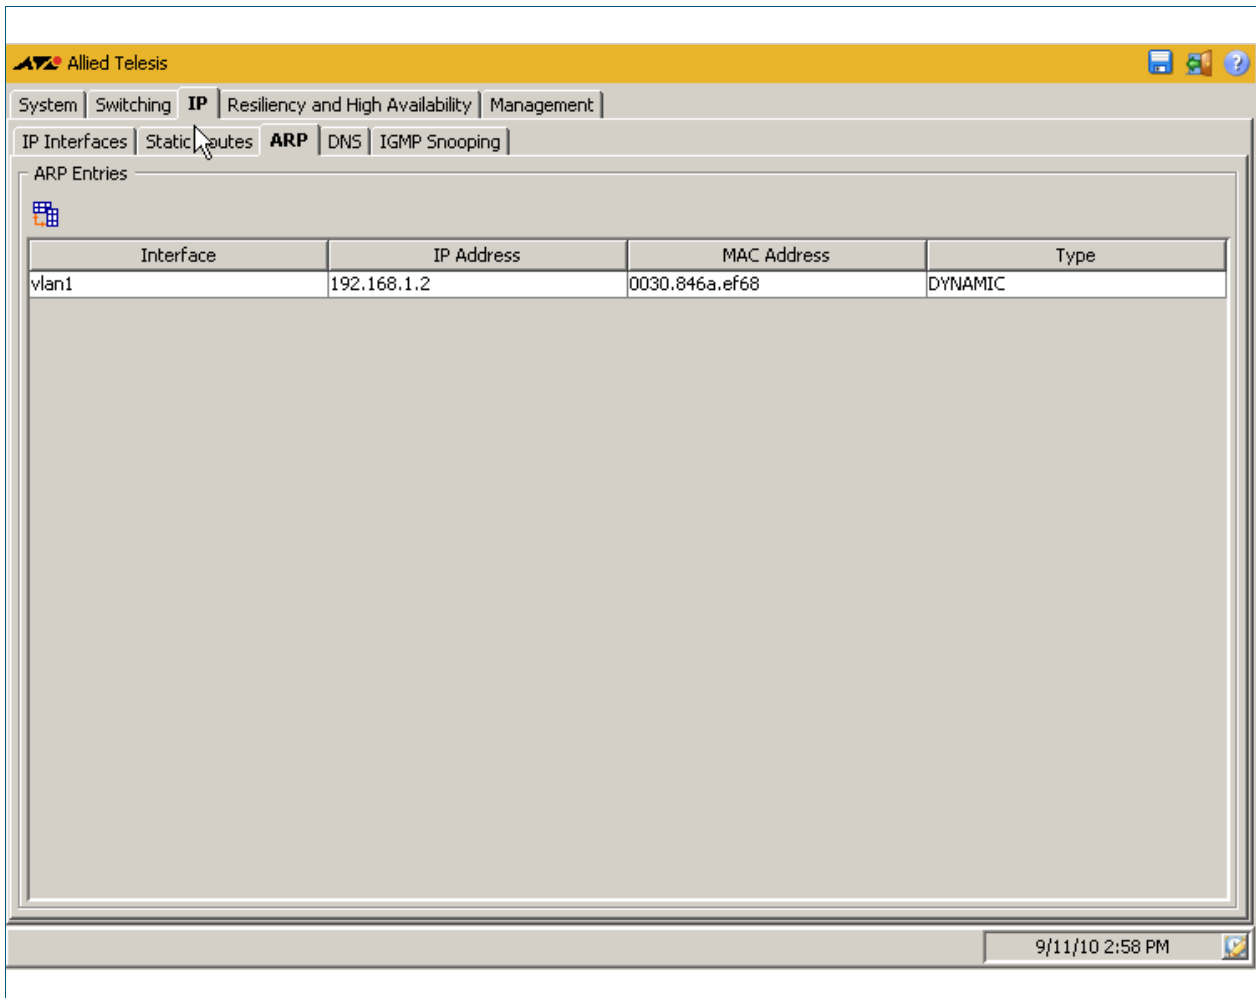 Allied Telesis
System Switching IP Resiliency and High Availability Management
IP Interfaces Static outes ARP DNS IGMP Snooping
ARP Entries
Interface IP Address MAC Address Type
vlan1 192.168.1.2 0030.846a.ef68 DYNAMIC
9/11/10 2:58 PM